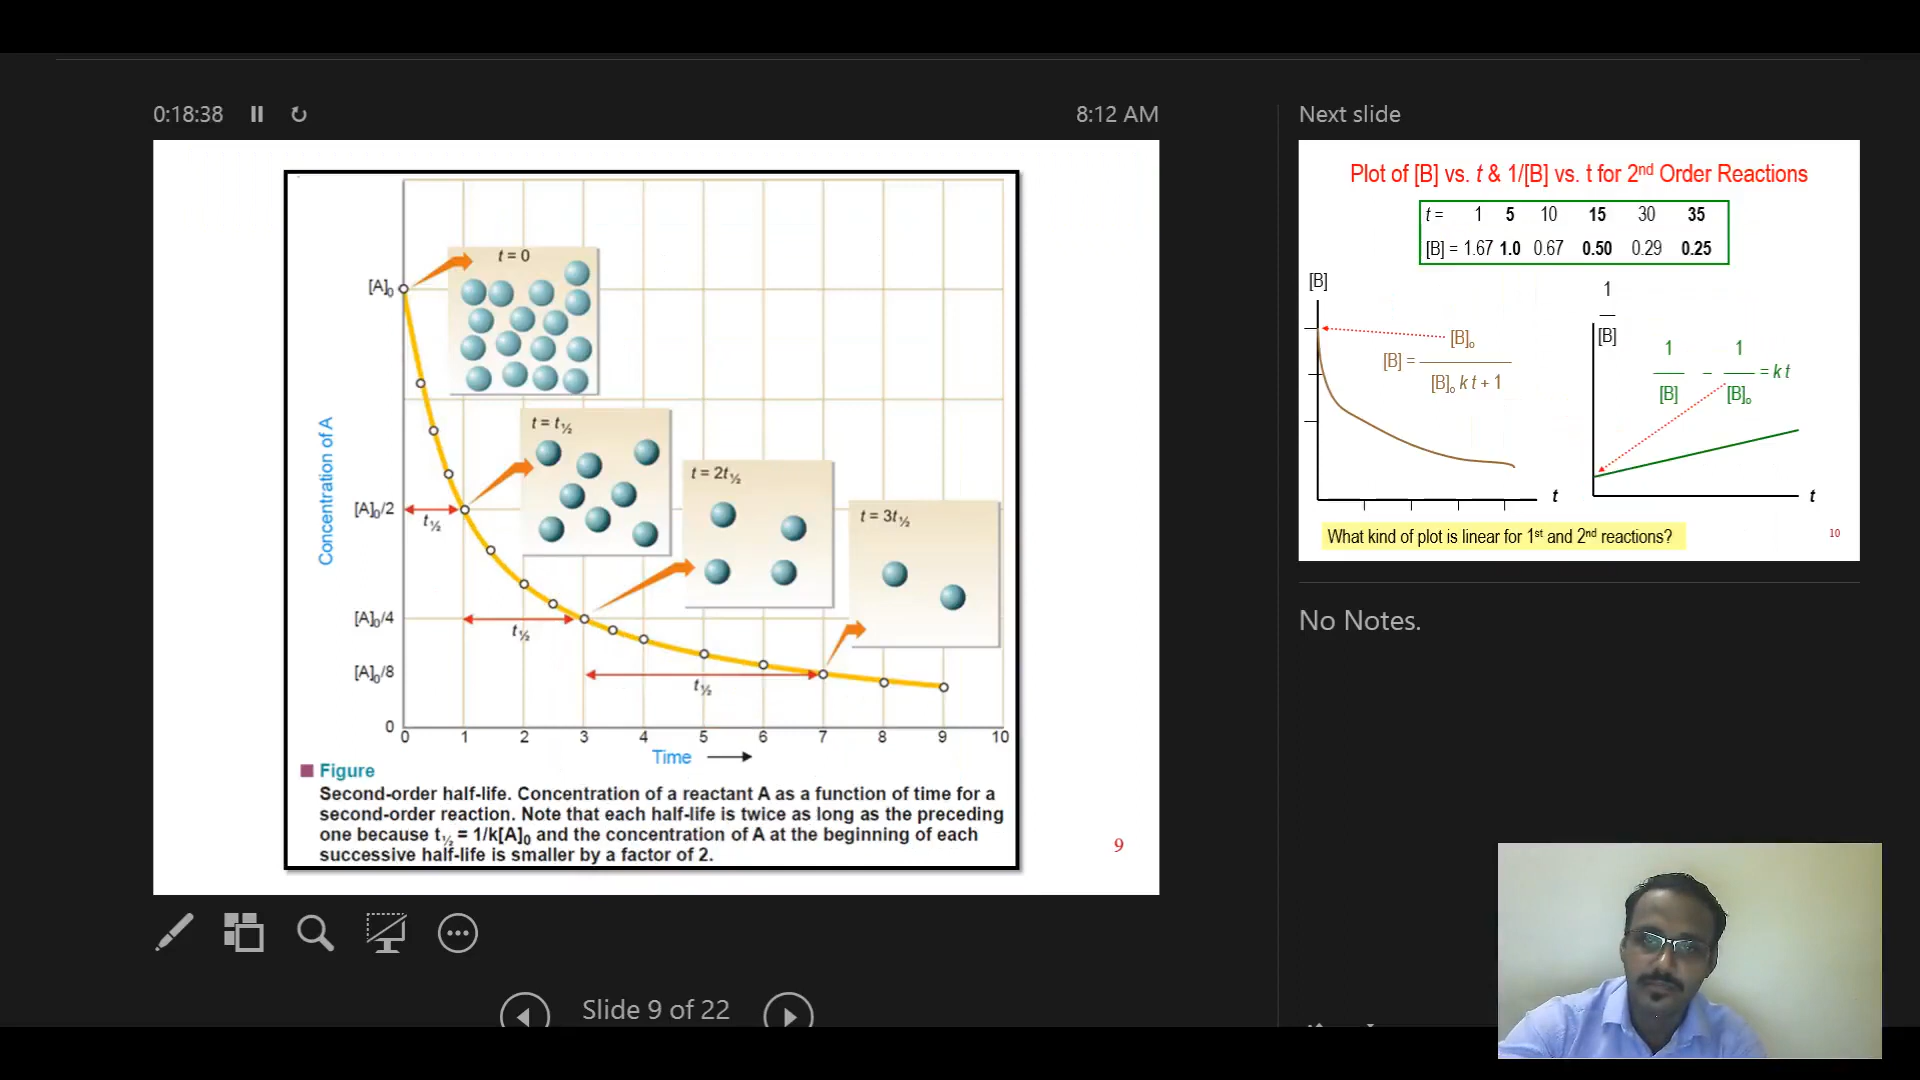 0:18:38
8:12 AM
Next slide
t = 0
[A]₀
t = t½
[A]₀/2
t½
t = 2t½
t = 3t½
[A]₀/4
t½
[A]₀/8
t½
0
0 1 2 3 4 5 6 7 8 9 10
Concentration of A
Time
Figure
Second-order half-life. Concentration of a reactant A as a function of time for a
second-order reaction. Note that each half-life is twice as long as the preceding
one because t½ = 1/k[A]₀ and the concentration of A at the beginning of each
successive half-life is smaller by a factor of 2.
9
Plot of [B] vs. t & 1/[B] vs. t for 2nd Order Reactions
t = 1 5 10 15 30 35
[B] = 1.67 1.0 0.67 0.50 0.29 0.25
[B]
[B]₀
[B] =
[B]₀ k t + 1
t
1
[B]
1 – 1 = k t
[B] [B]₀
t
What kind of plot is linear for 1st and 2nd reactions?
10
No Notes.
Slide 9 of 22